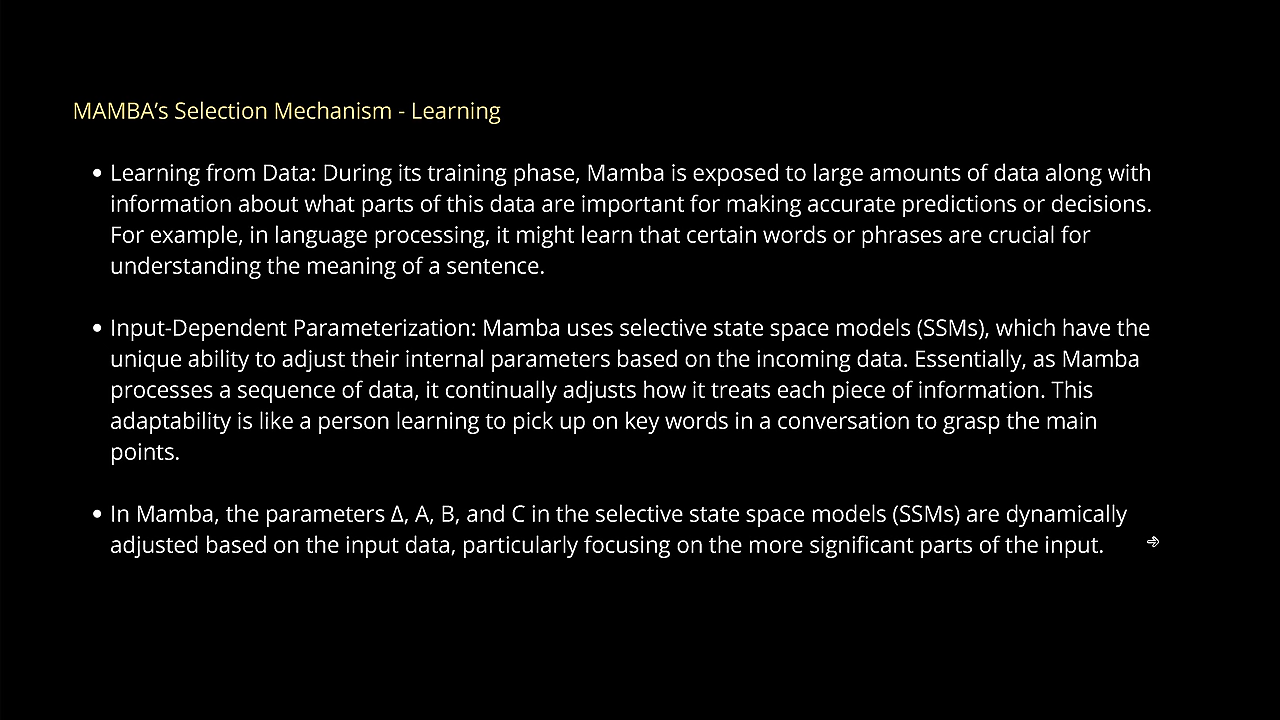 MAMBA’s Selection Mechanism - Learning
• Learning from Data: During its training phase, Mamba is exposed to large amounts of data along with
information about what parts of this data are important for making accurate predictions or decisions.
For example, in language processing, it might learn that certain words or phrases are crucial for
understanding the meaning of a sentence.
• Input-Dependent Parameterization: Mamba uses selective state space models (SSMs), which have the
unique ability to adjust their internal parameters based on the incoming data. Essentially, as Mamba
processes a sequence of data, it continually adjusts how it treats each piece of information. This
adaptability is like a person learning to pick up on key words in a conversation to grasp the main
points.
• In Mamba, the parameters Δ, A, B, and C in the selective state space models (SSMs) are dynamically
adjusted based on the input data, particularly focusing on the more significant parts of the input.